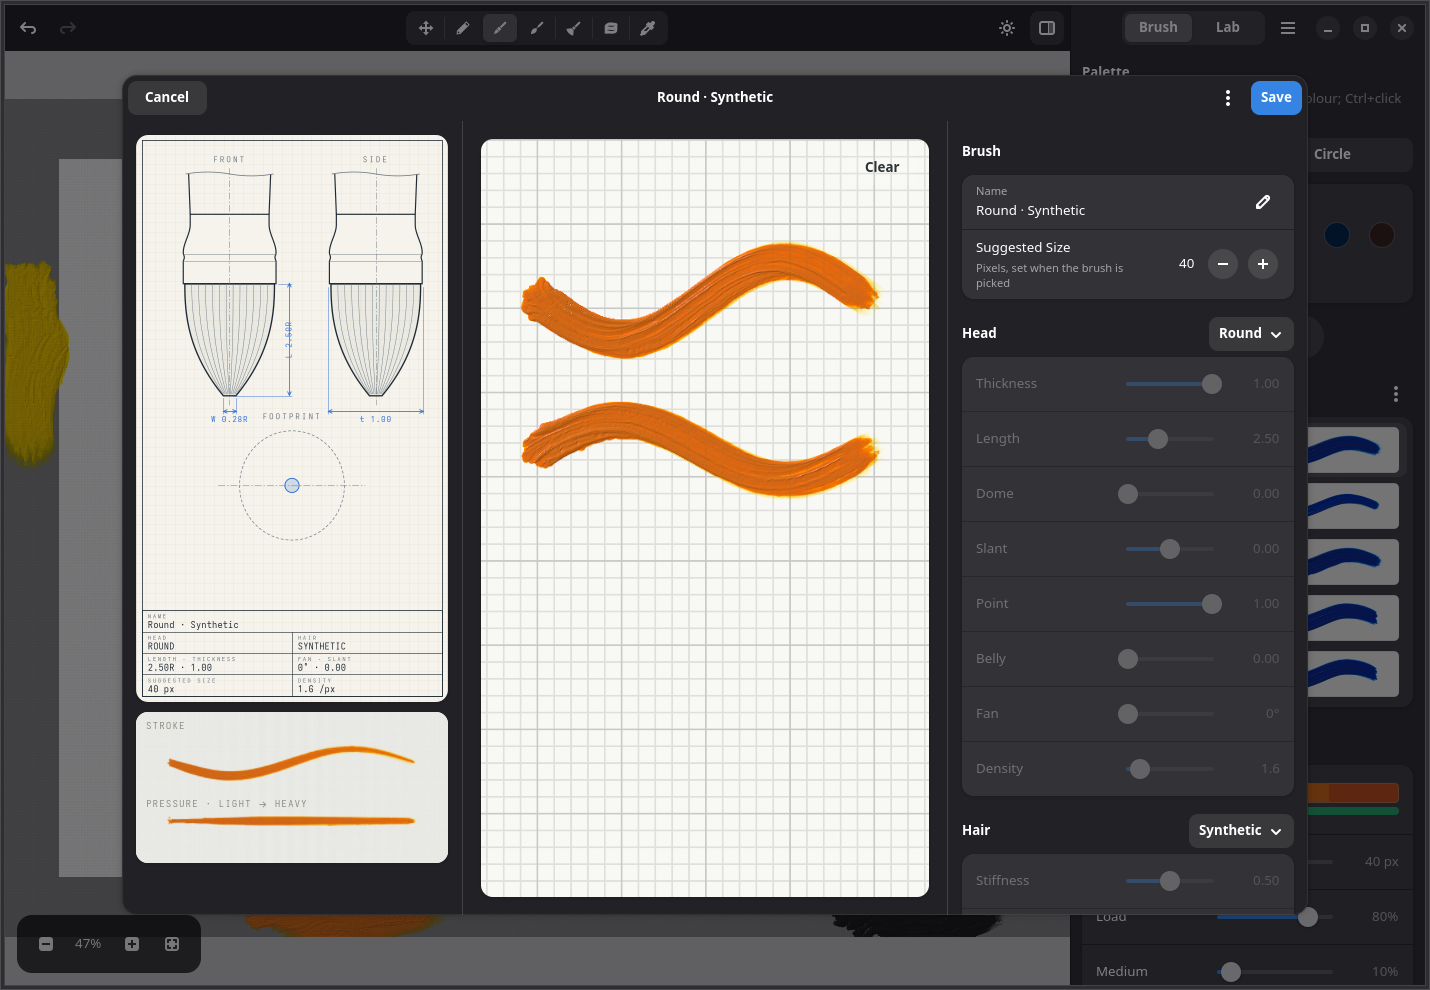 Brush
Lab
Palette
olour; Ctrl+click
Cancel
Round · Synthetic
Save
FRONT
SIDE
L 2.50R
W 0.28R
FOOTPRINT
t 1.00
NAME
Round · Synthetic
HEAD
ROUND
HAIR
SYNTHETIC
LENGTH · THICKNESS
2.50R · 1.00
FAN · SLANT
0° · 0.00
SUGGESTED SIZE
40 px
DENSITY
1.6 /px
STROKE
PRESSURE · LIGHT → HEAVY
Clear
Brush
Name
Round · Synthetic
Suggested Size
Pixels, set when the brush is
picked
40
Head
Round
Thickness
1.00
Length
2.50
Dome
0.00
Slant
0.00
Point
1.00
Belly
0.00
Fan
0°
Density
1.6
Hair
Synthetic
Stiffness
0.50
Circle
40 px
Load
80%
Medium
10%
47%